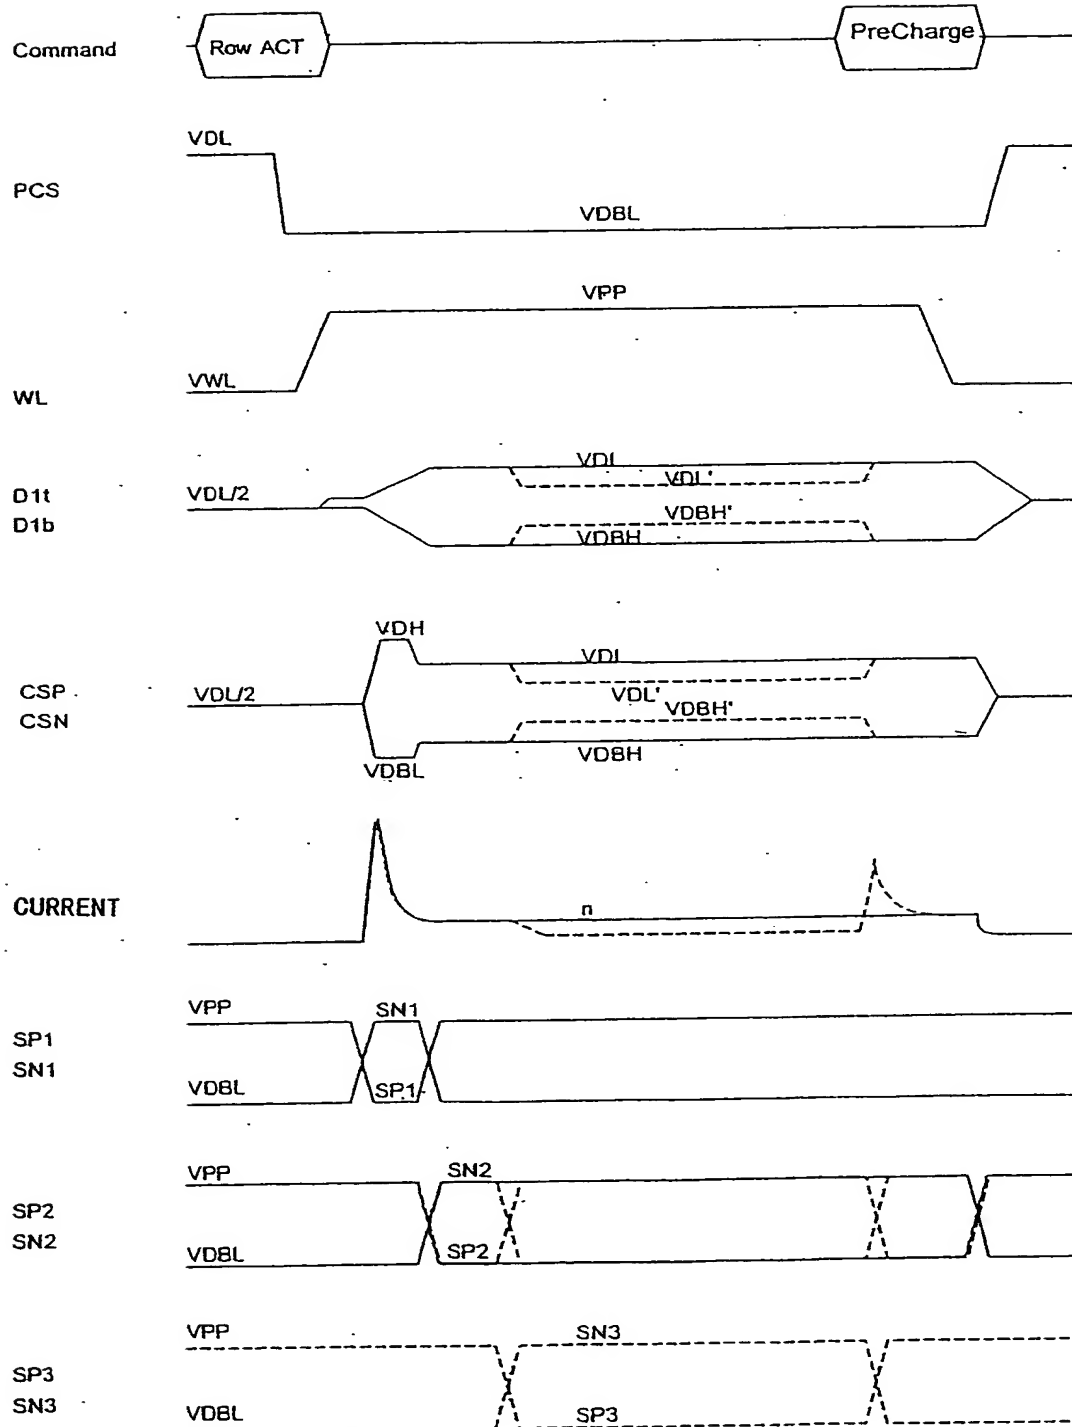 Command
Row ACT
PreCharge
VDL
PCS
VDBL
VPP
VWL
WL
VDL
D1t
VDL/2
VDL'
D1b
VDBH'
VDBH
VDH
VDL
CSP
VDL/2
VDL'
CSN
VDBH'
VDBL
VDBH
CURRENT
n
VPP
SN1
SP1
SN1
VDBL
SP1
VPP
SN2
SP2
SN2
VDBL
SP2
VPP
SN3
SP3
SN3
VDBL
SP3